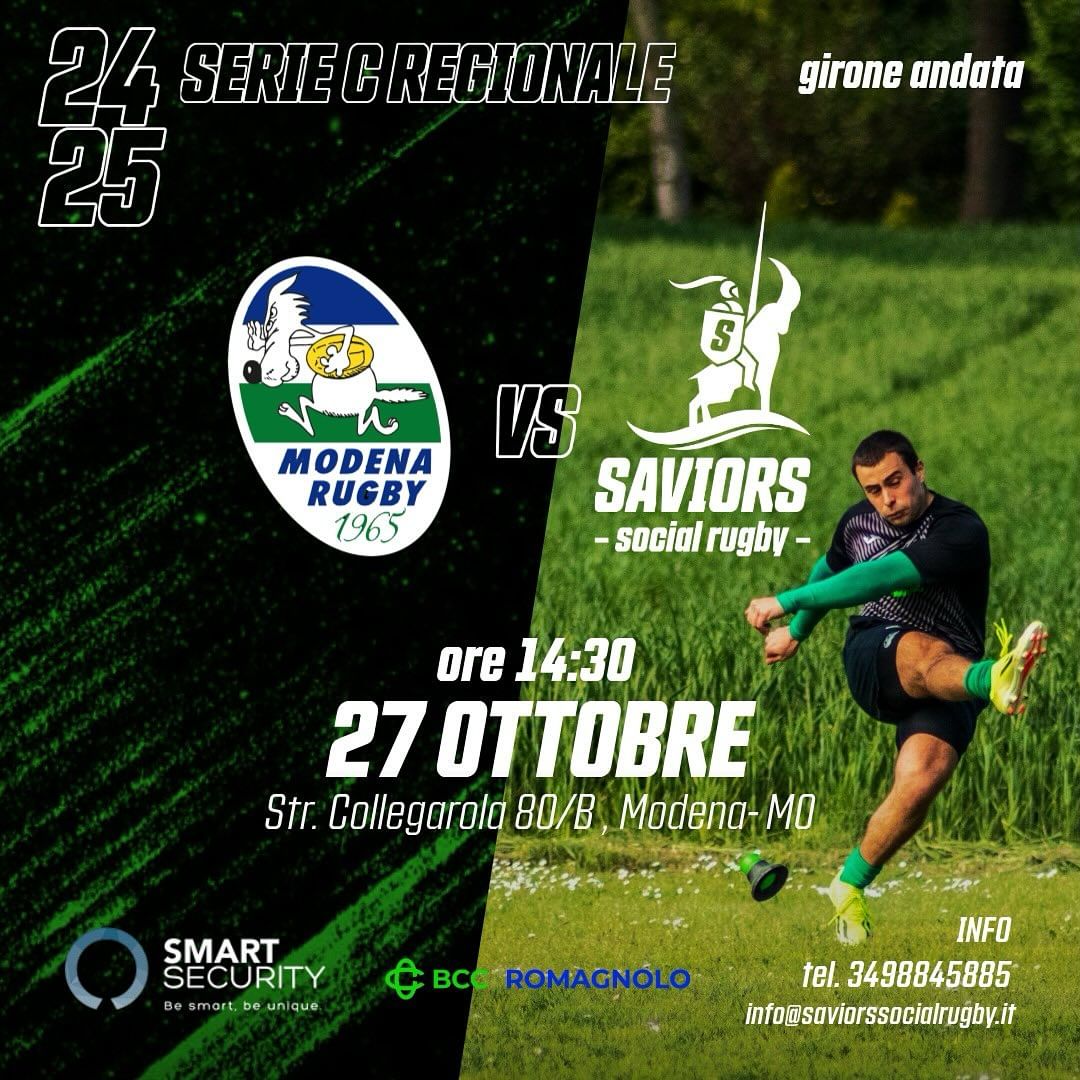 24
25
SERIE C REGIONALE
girone andata
S
MODENA
RUGBY
1965
VS
SAVIORS
- social rugby -
ore 14:30
27 OTTOBRE
Str. Collegarola 80/B , Modena-MO
SMART
SECURITY
Be smart, be unique.
BCC ROMAGNOLO
INFO
tel. 3498845885
info@saviorssocialrugby.it